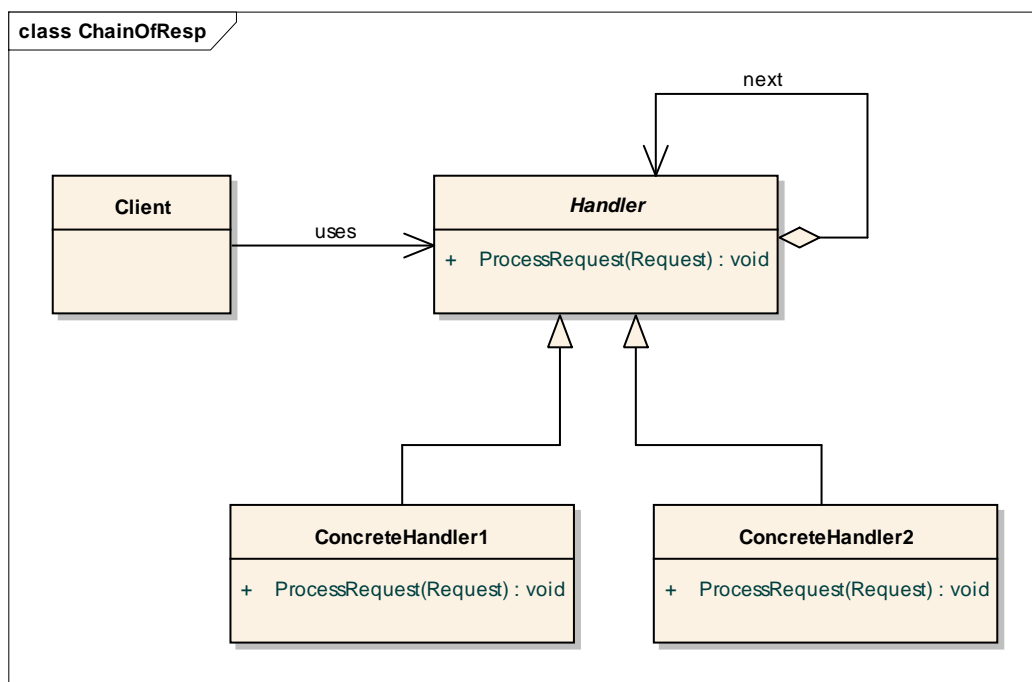 class ChainOfResp
next
Client
Handler
uses
+ ProcessRequest(Request) : void
ConcreteHandler1
ConcreteHandler2
+ ProcessRequest(Request) : void
+ ProcessRequest(Request) : void